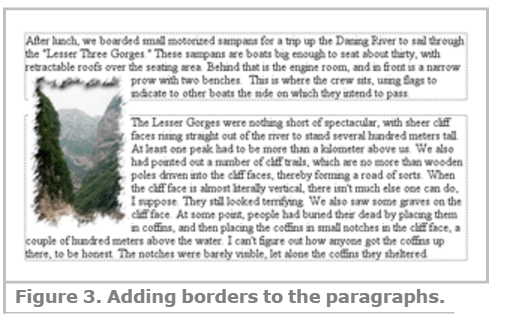 After lunch, we boarded small motorized sampans for a trip up the Daning River to sail through
the "Lesser Three Gorges." These sampans are boats big enough to seat about thirty, with
retractable roofs over the seating area. Behind that is the engine room, and in front is a narrow
prow with two benches. This is where the crew sits, using flags to
indicate to other boats the side on which they intend to pass.
The Lesser Gorges were nothing short of spectacular, with sheer cliff
faces rising straight out of the river to stand several hundred meters tall.
At least one peak had to be more than a kilometer above us. We also
had pointed out a number of cliff trails, which are no more than wooden
poles driven into the cliff faces, thereby forming a road of sorts. When
the cliff face is almost literally vertical, there isn't much else one can do,
I suppose. They still looked terrifying. We also saw some graves on the
cliff face. At some point, people had buried their dead by placing them
in coffins, and then placing the coffins in small notches in the cliff face, a
couple of hundred meters above the water. I can't figure out how anyone got the coffins up
there, to be honest. The notches were barely visible, let alone the coffins they sheltered.
Figure 3. Adding borders to the paragraphs.